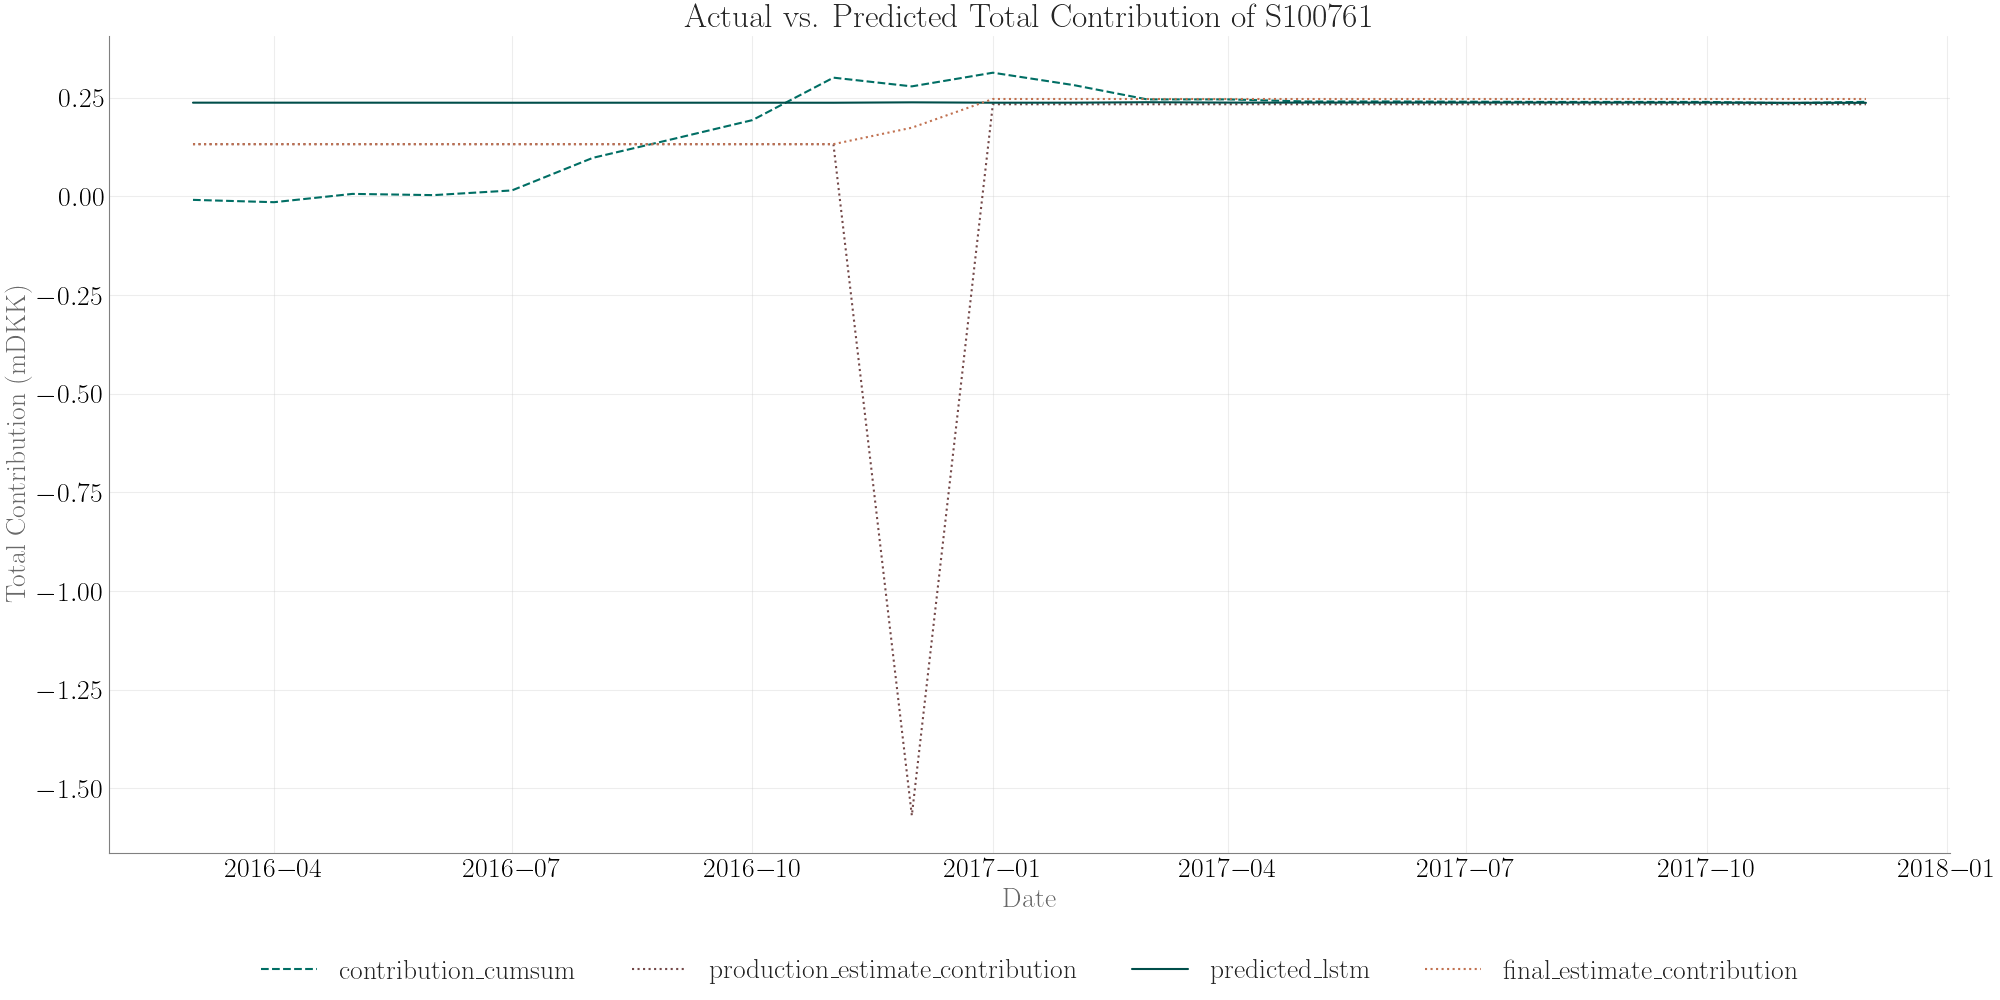 Actual vs. Predicted Total Contribution of S100761
Total Contribution (mDKK)
0.25
0.00
−0.25
−0.50
−0.75
−1.00
−1.25
−1.50
2016−04 2016−07 2016−10 2017−01 2017−04 2017−07 2017−10 2018−01
Date
contribution_cumsum production_estimate_contribution predicted_lstm final_estimate_contribution